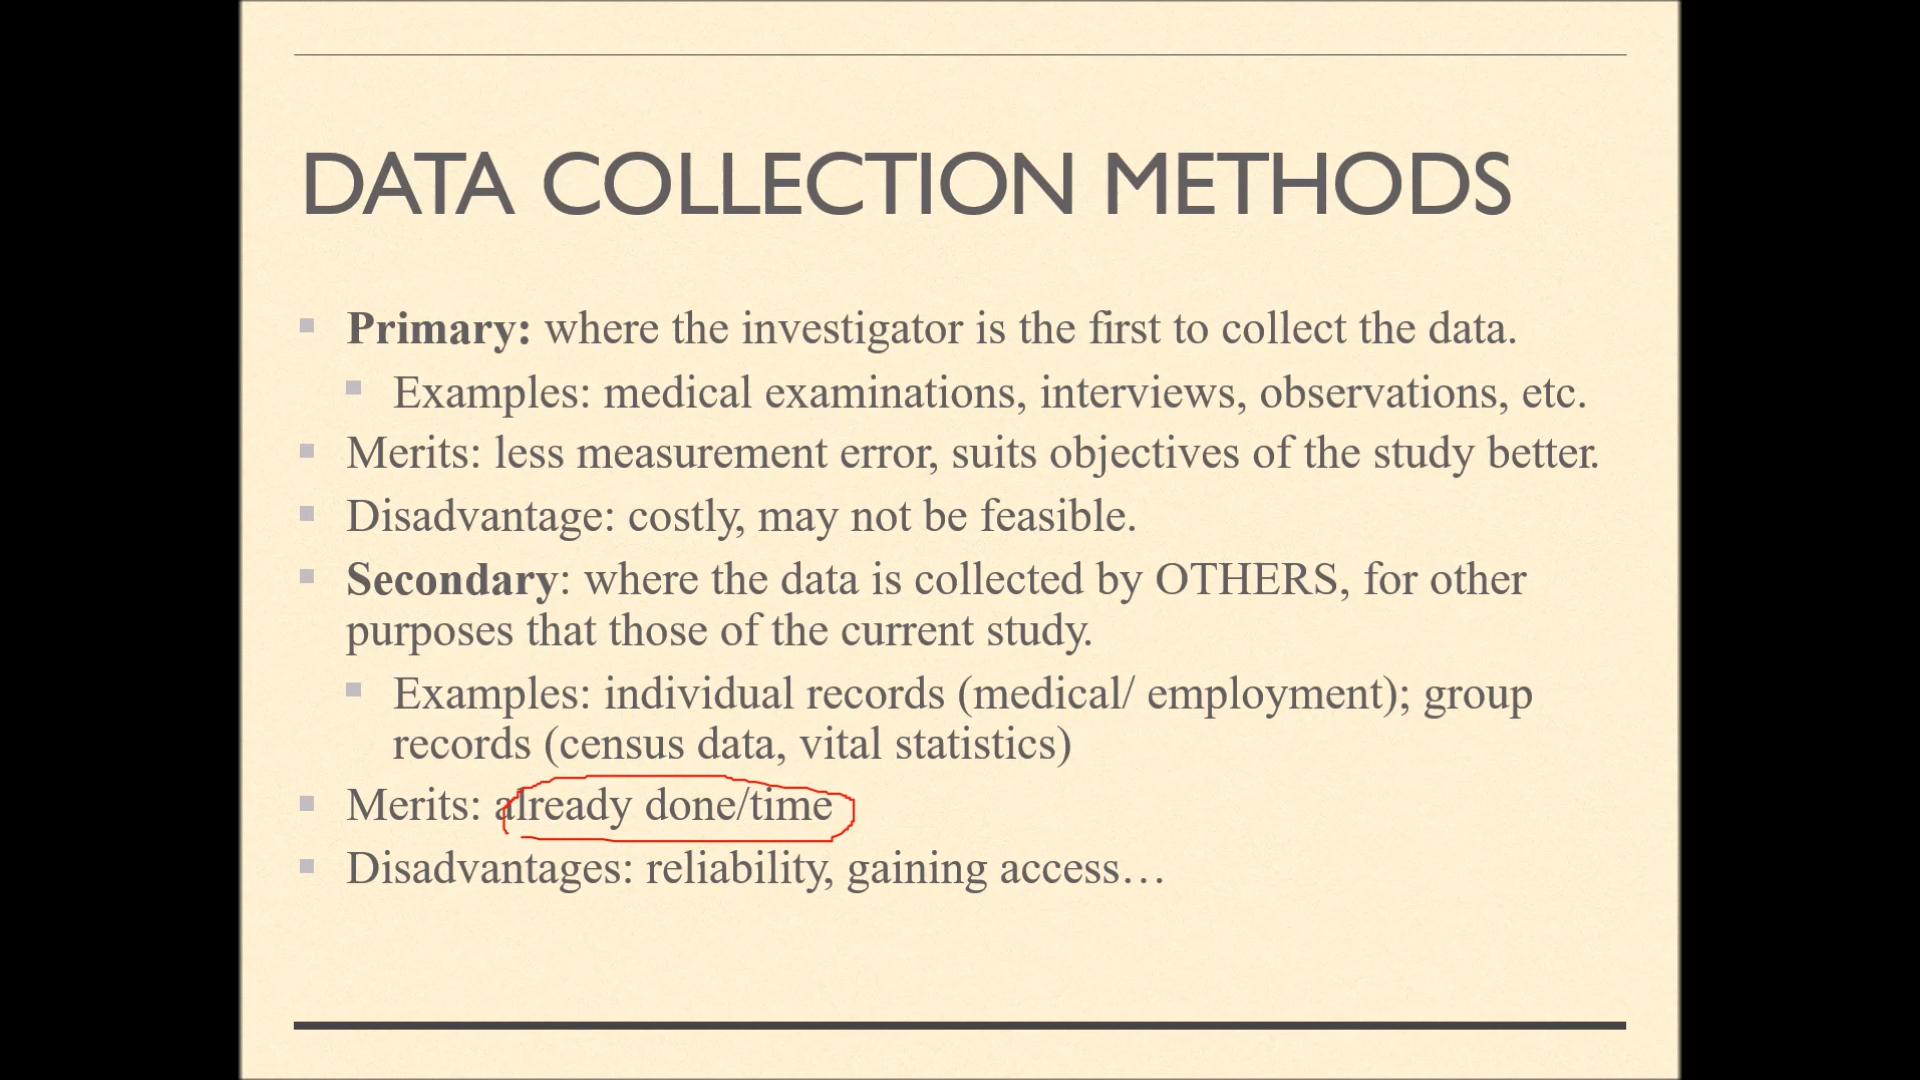 DATA COLLECTION METHODS
Primary: where the investigator is the first to collect the data.
Examples: medical examinations, interviews, observations, etc.
Merits: less measurement error, suits objectives of the study better.
Disadvantage: costly, may not be feasible.
Secondary: where the data is collected by OTHERS, for other
purposes that those of the current study.
Examples: individual records (medical/ employment); group
records (census data, vital statistics)
Merits: already done/time
Disadvantages: reliability, gaining access…